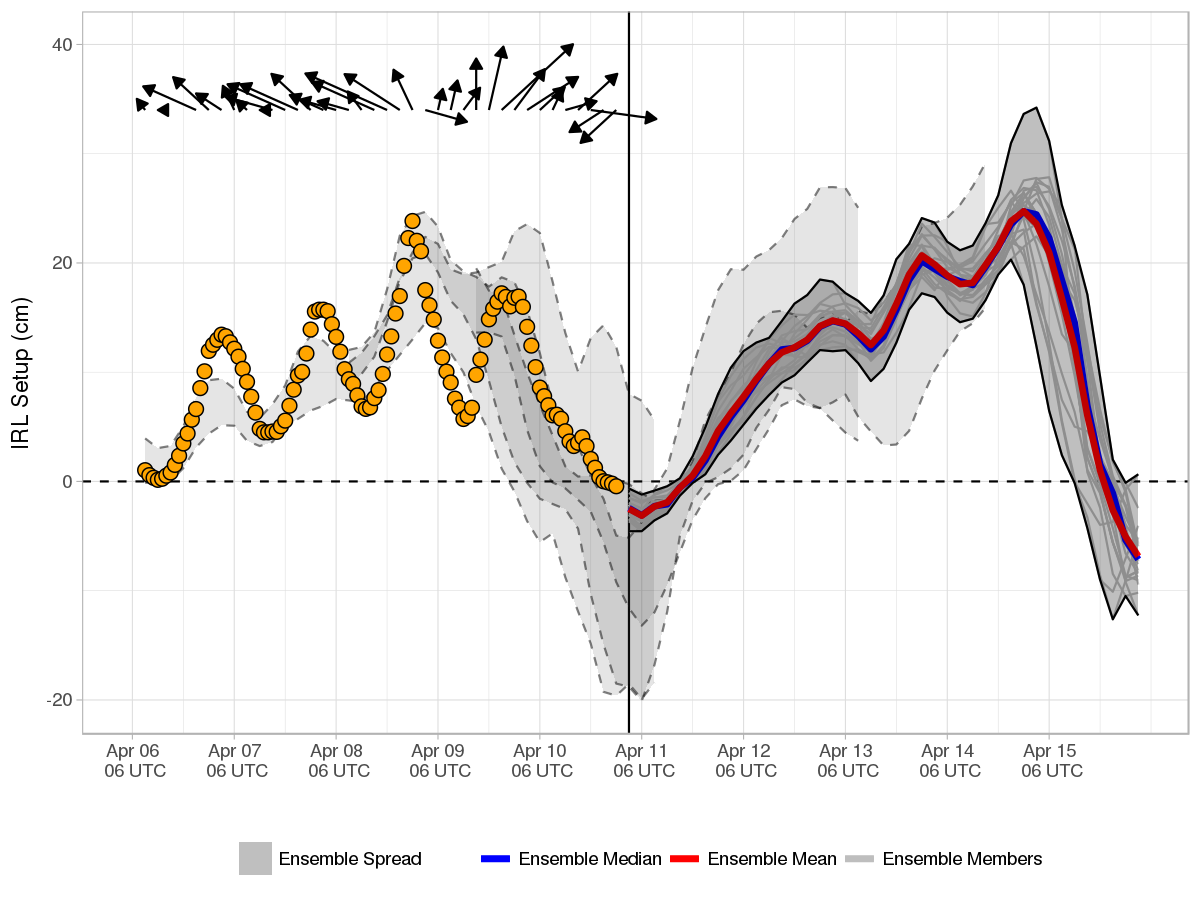 40
20
0
-20
IRL Setup (cm)
Apr 06 Apr 07 Apr 08 Apr 09 Apr 10 Apr 11 Apr 12 Apr 13 Apr 14 Apr 15
06 UTC 06 UTC 06 UTC 06 UTC 06 UTC 06 UTC 06 UTC 06 UTC 06 UTC 06 UTC
Ensemble Spread Ensemble Median Ensemble Mean Ensemble Members